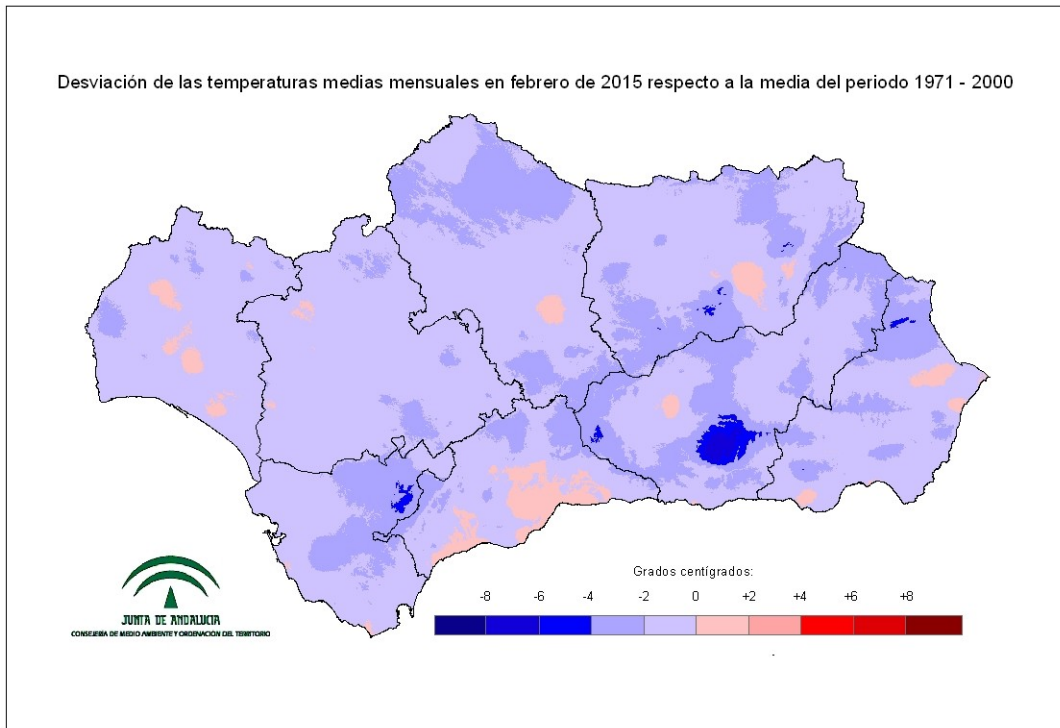 Desviación de las temperaturas medias mensuales en febrero de 2015 respecto a la media del periodo 1971 - 2000
Grados centígrados:
-8 -6 -4 -2 0 +2 +4 +6 +8
JUNTA DE ANDALUCIA
CONSEJERÍA DE MEDIO AMBIENTE Y ORDENACIÓN DEL TERRITORIO